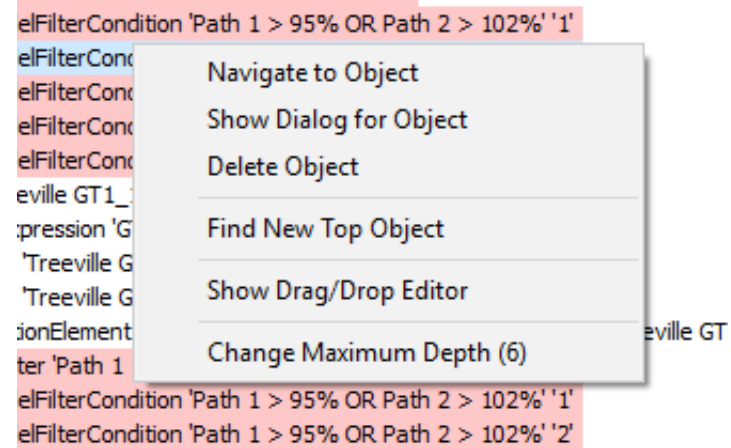 elFilterCondition 'Path 1 > 95% OR Path 2 > 102%' '1'
elFilterCond
Navigate to Object
elFilterCond
Show Dialog for Object
elFilterCond
elFilterCond
Delete Object
eville GT1_
pression 'G
Find New Top Object
'Treeville G
Show Drag/Drop Editor
'Treeville G
ionElement
eville GT
Change Maximum Depth (6)
ter 'Path 1
elFilterCondition 'Path 1 > 95% OR Path 2 > 102%' '1'
elFilterCondition 'Path 1 > 95% OR Path 2 > 102%' '2'